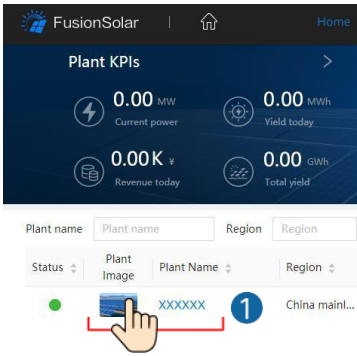 FusionSolar Home
Plant KPIs >
0.00 MW 0.00 MWh
Current power Yield today
0.00K ¥ 0.00 GWh
Revenue today Total yield
Plant name Plant name Region Region
Status Plant Image Plant Name Region
XXXXXX 1 China mainl...